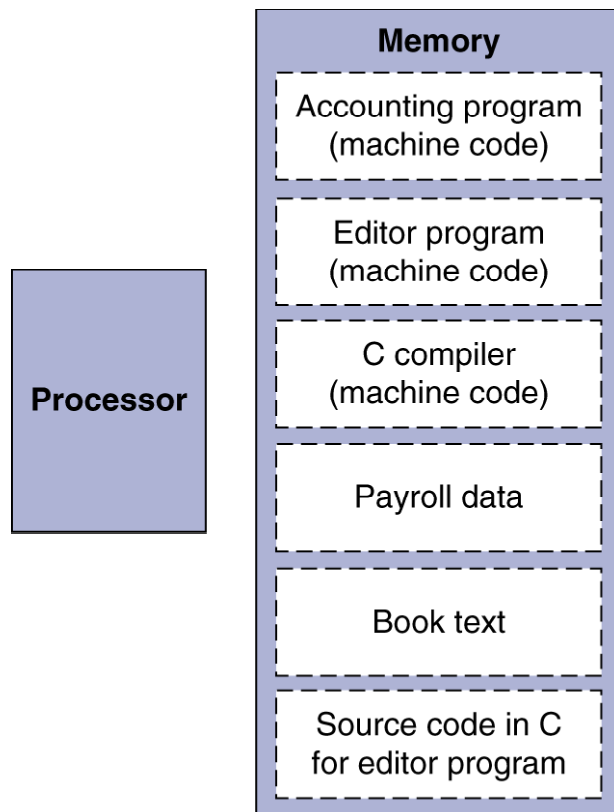 Memory
Accounting program
(machine code)
Editor program
(machine code)
C compiler
(machine code)
Processor
Payroll data
Book text
Source code in C
for editor program